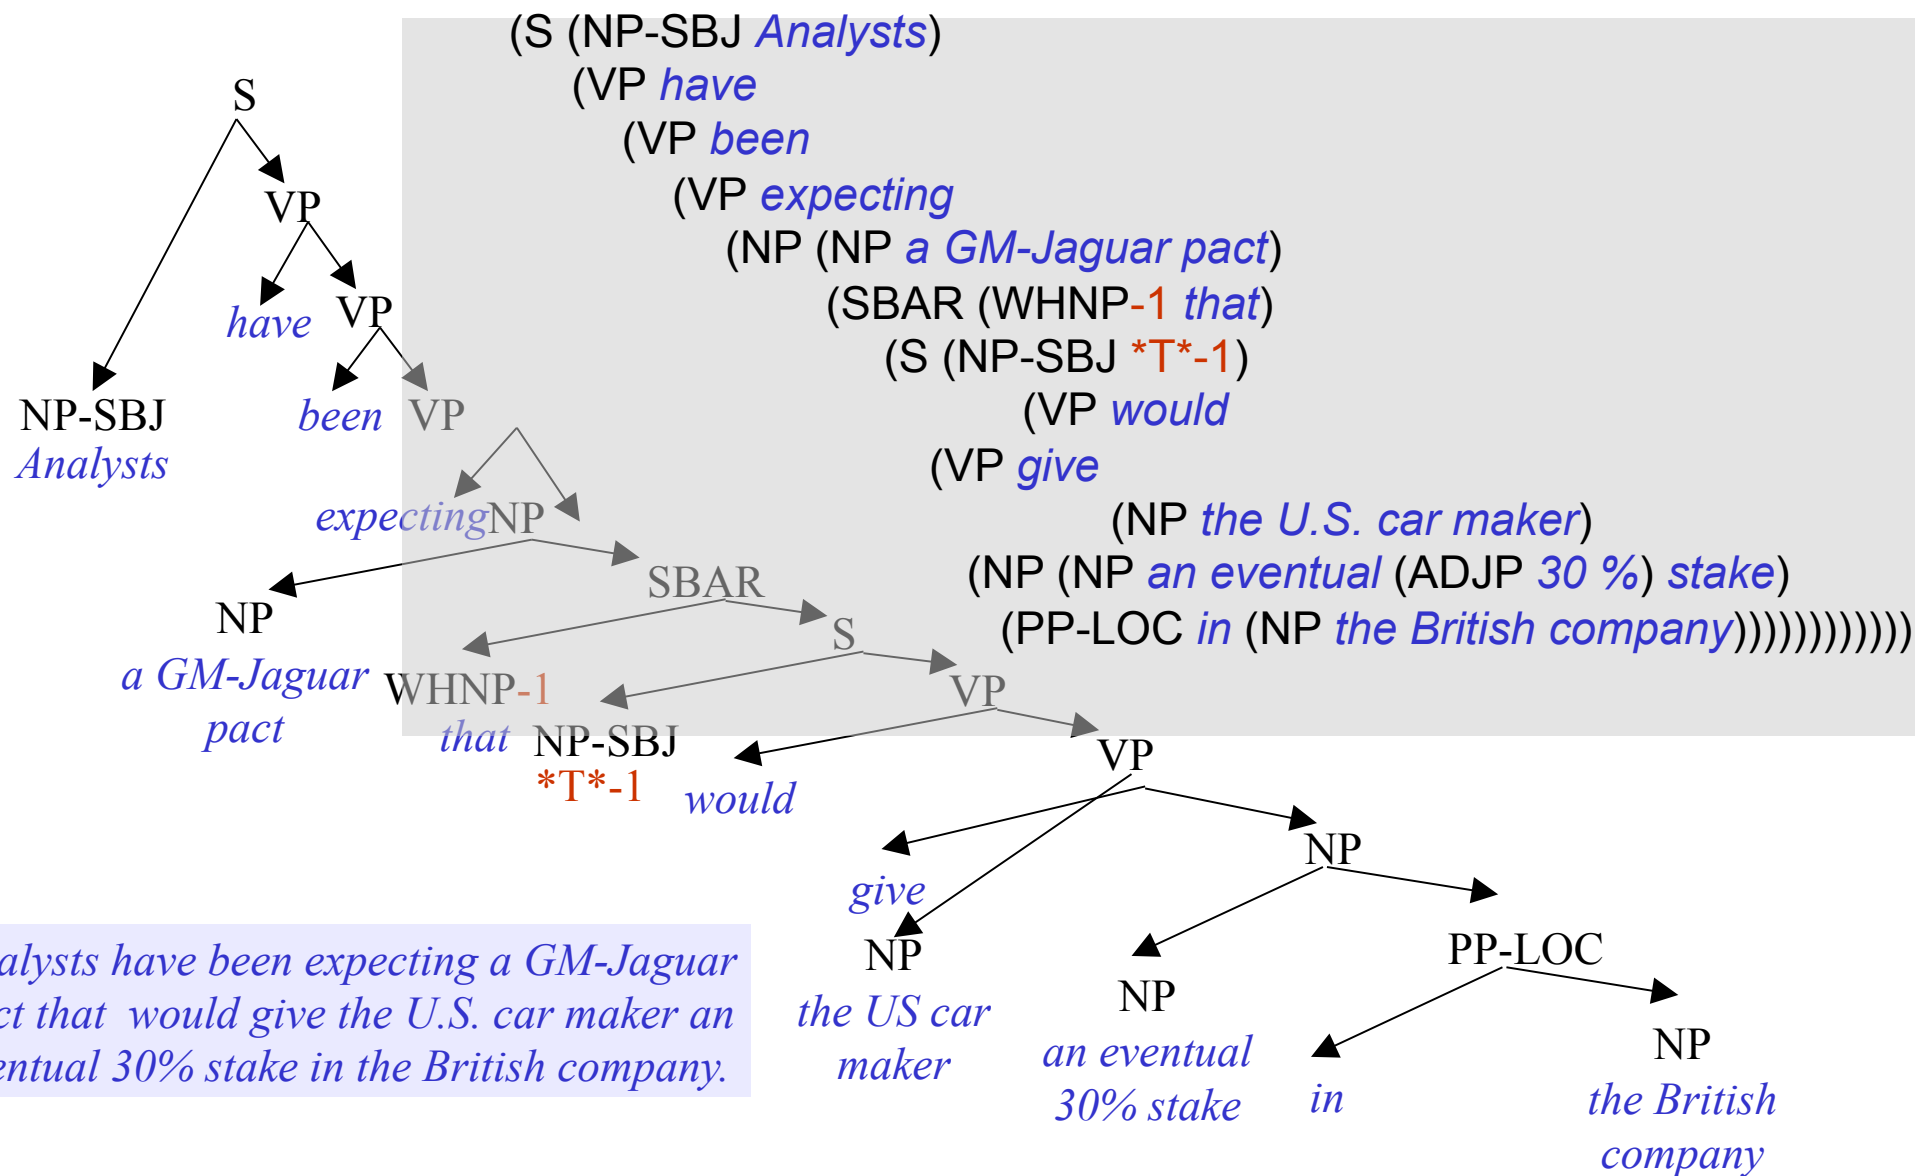 (S (NP-SBJ Analysts)
(VP have
(VP been
(VP expecting
(NP (NP a GM-Jaguar pact)
(SBAR (WHNP-1 that)
(S (NP-SBJ *T*-1)
(VP would
(VP give
(NP the U.S. car maker)
(NP (NP an eventual (ADJP 30 %) stake)
(PP-LOC in (NP the British company))))))))))))
S
VP
have VP
NP-SBJ
Analysts
been VP
expecting NP
NP
a GM-Jaguar
pact
SBAR
WHNP-1
that
S
NP-SBJ
*T*-1
VP
would
VP
give
NP
the US car
maker
NP
NP
an eventual
30% stake
PP-LOC
in
NP
the British
company
alysts have been expecting a GM-Jaguar
ct that would give the U.S. car maker an
entual 30% stake in the British company.